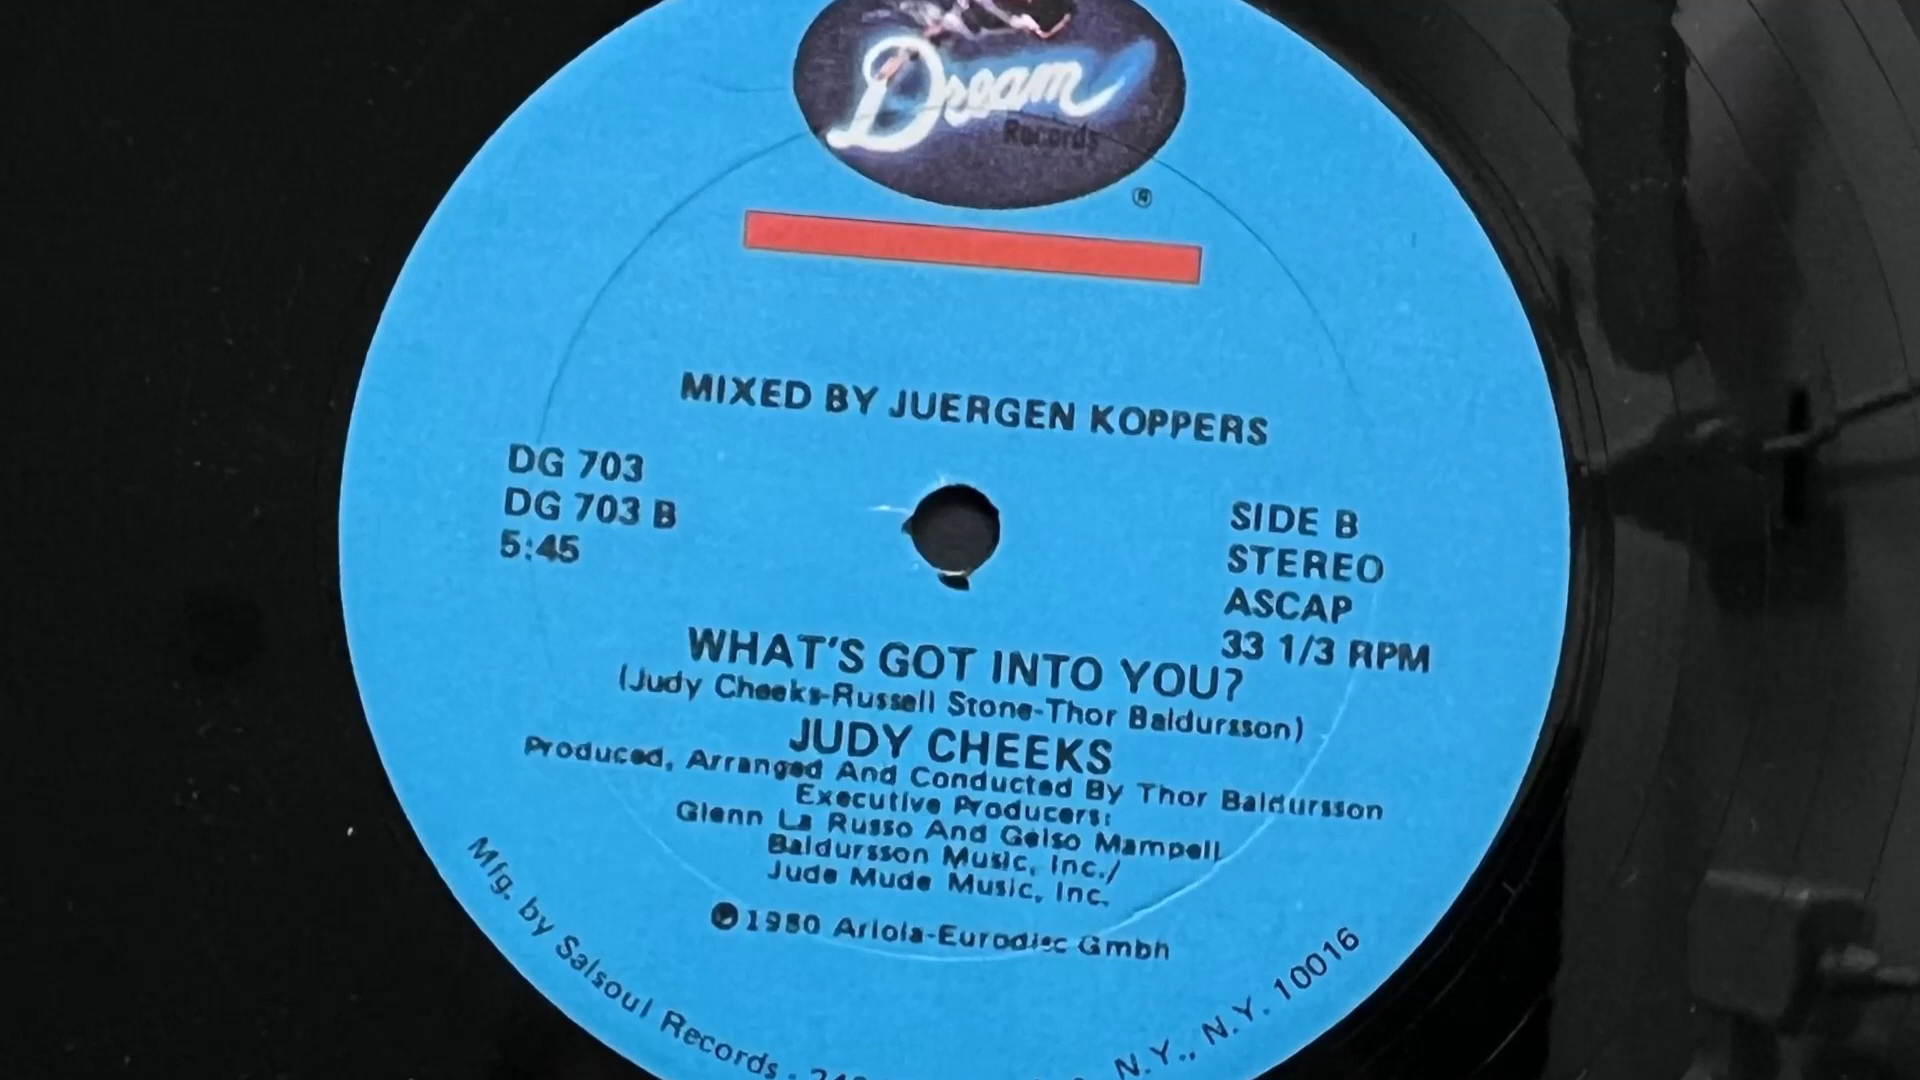 Dream
Records
®
MIXED BY JUERGEN KOPPERS
DG 703
DG 703 B
5:45
SIDE B
STEREO
ASCAP
33 1/3 RPM
WHAT'S GOT INTO YOU?
(Judy Cheeks-Russell Stone-Thor Baldursson)
JUDY CHEEKS
Produced, Arranged And Conducted By Thor Baldursson
Executive Producers:
Glenn La Russo And Gelso Mampell
Baldursson Music, Inc./
Jude Mude Music, Inc.
℗ 1980 Ariola-Eurodisc Gmbh
Mfg. by Salsoul Records · N.Y., N.Y. 10016